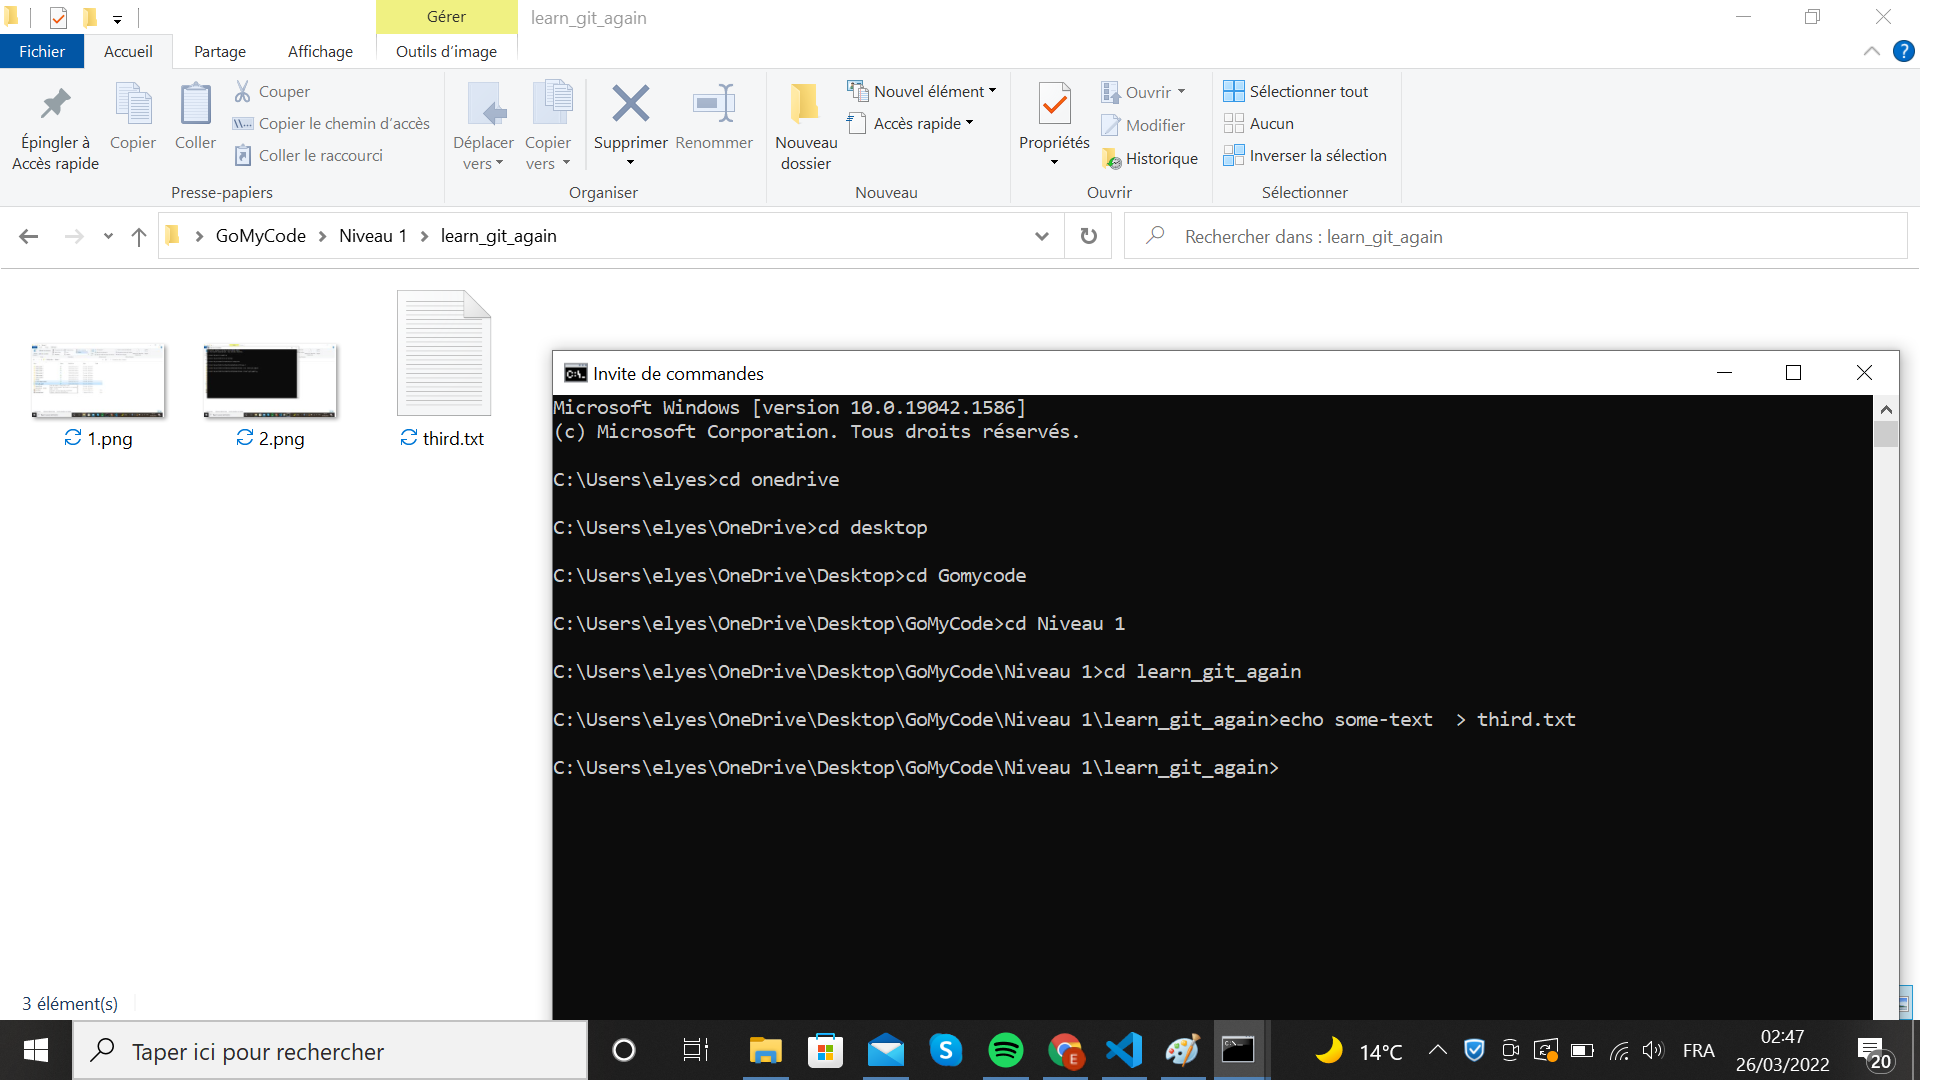 Gérer
learn_git_again
Fichier
Accueil
Partage
Affichage
Outils d'image
Épingler à
Accès rapide
Copier
Coller
Couper
Copier le chemin d'accès
Coller le raccourci
Presse-papiers
Déplacer
vers
Copier
vers
Supprimer
Renommer
Organiser
Nouveau
dossier
Nouvel élément
Accès rapide
Nouveau
Propriétés
Ouvrir
Modifier
Historique
Ouvrir
Sélectionner tout
Aucun
Inverser la sélection
Sélectionner
GoMyCode
Niveau 1
learn_git_again
Rechercher dans : learn_git_again
1.png
2.png
third.txt
Invite de commandes
Microsoft Windows [version 10.0.19042.1586]
(c) Microsoft Corporation. Tous droits réservés.
C:\Users\elyes>cd onedrive
C:\Users\elyes\OneDrive>cd desktop
C:\Users\elyes\OneDrive\Desktop>cd Gomycode
C:\Users\elyes\OneDrive\Desktop\GoMyCode>cd Niveau 1
C:\Users\elyes\OneDrive\Desktop\GoMyCode\Niveau 1>cd learn_git_again
C:\Users\elyes\OneDrive\Desktop\GoMyCode\Niveau 1\learn_git_again>echo some-text  > third.txt
C:\Users\elyes\OneDrive\Desktop\GoMyCode\Niveau 1\learn_git_again>
3 élément(s)
Taper ici pour rechercher
S
E
14°C
FRA
02:47
26/03/2022
20